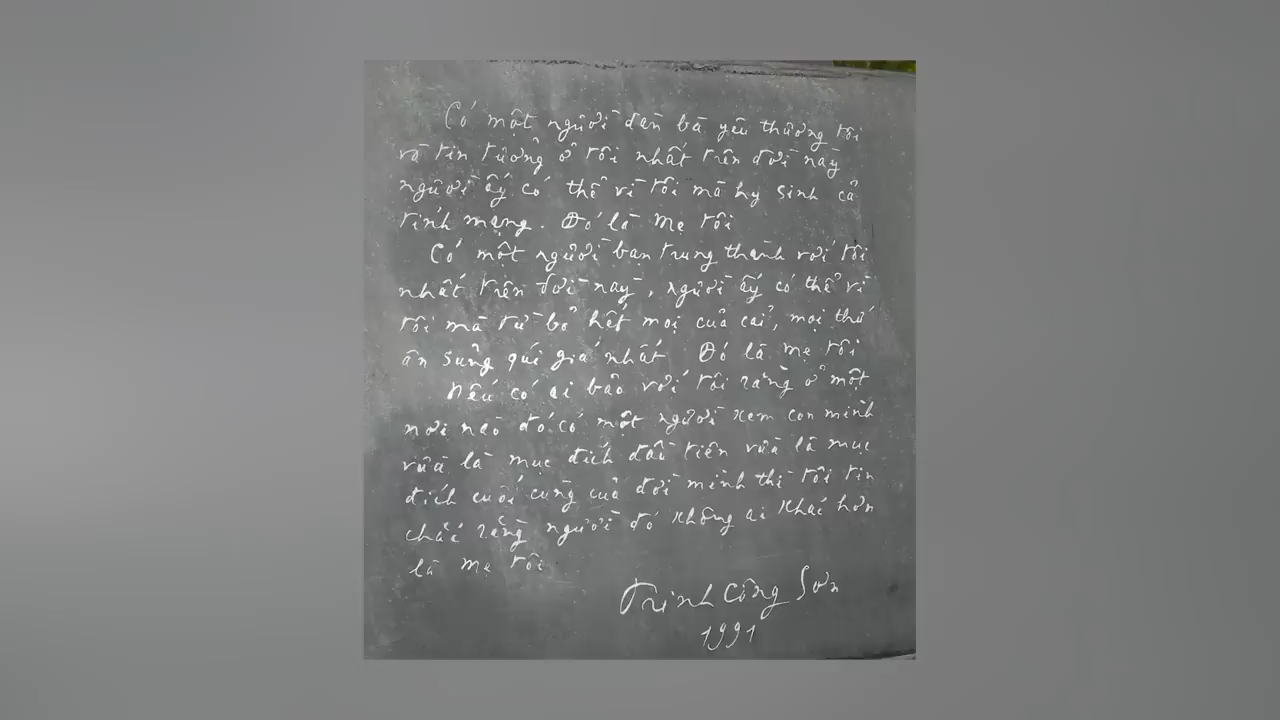 Có một người đàn bà yêu thương tôi
và tin tưởng ở tôi nhất trên đời này
người ấy có thể vì tôi mà hy sinh cả
tính mạng. Đó là Mẹ tôi
Có một người bạn trung thành với tôi
nhất trên đời này, người ấy có thể vì
tôi mà từ bỏ hết mọi của cải, mọi thứ
ân sủng quí giá nhất Đó là mẹ tôi
Nếu có ai bảo với tôi rằng ở một
nơi nào đó có một người xem con mình
vừa là mục đích đầu tiên vừa là mục
đích cuối cùng của đời mình thì tôi tin
chắc rằng người đó không ai khác hơn
là mẹ tôi
Trịnh Công Sơn
1991